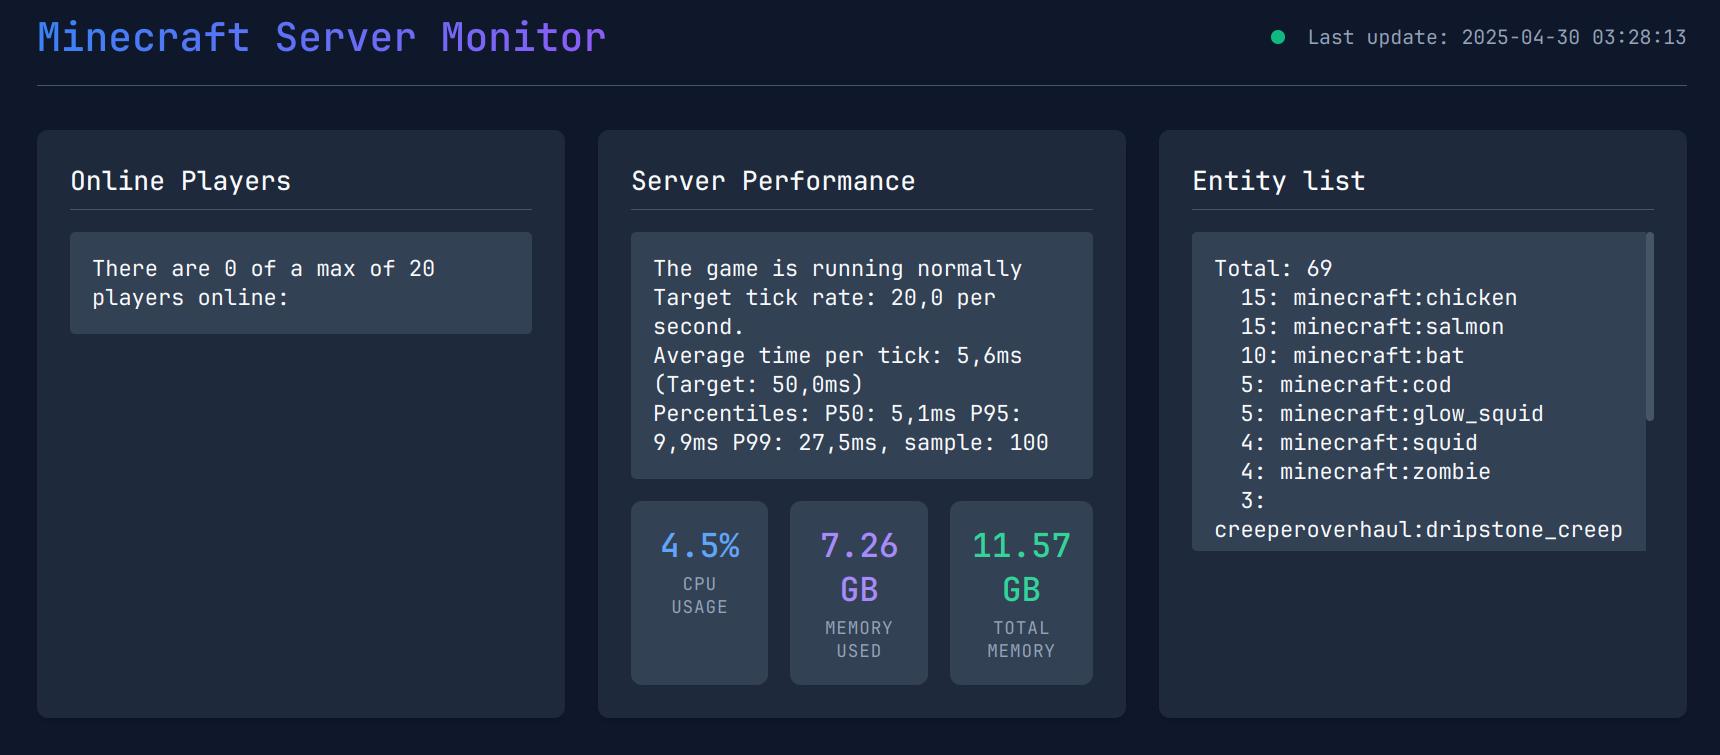 Minecraft Server Monitor
Last update: 2025-04-30 03:28:13
Online Players
There are 0 of a max of 20
players online:
Server Performance
The game is running normally
Target tick rate: 20,0 per
second.
Average time per tick: 5,6ms
(Target: 50,0ms)
Percentiles: P50: 5,1ms P95:
9,9ms P99: 27,5ms, sample: 100
4.5%
CPU
USAGE
7.26
GB
MEMORY
USED
11.57
GB
TOTAL
MEMORY
Entity list
Total: 69
15: minecraft:chicken
15: minecraft:salmon
10: minecraft:bat
5: minecraft:cod
5: minecraft:glow_squid
4: minecraft:squid
4: minecraft:zombie
3:
creeperoverhaul:dripstone_creep